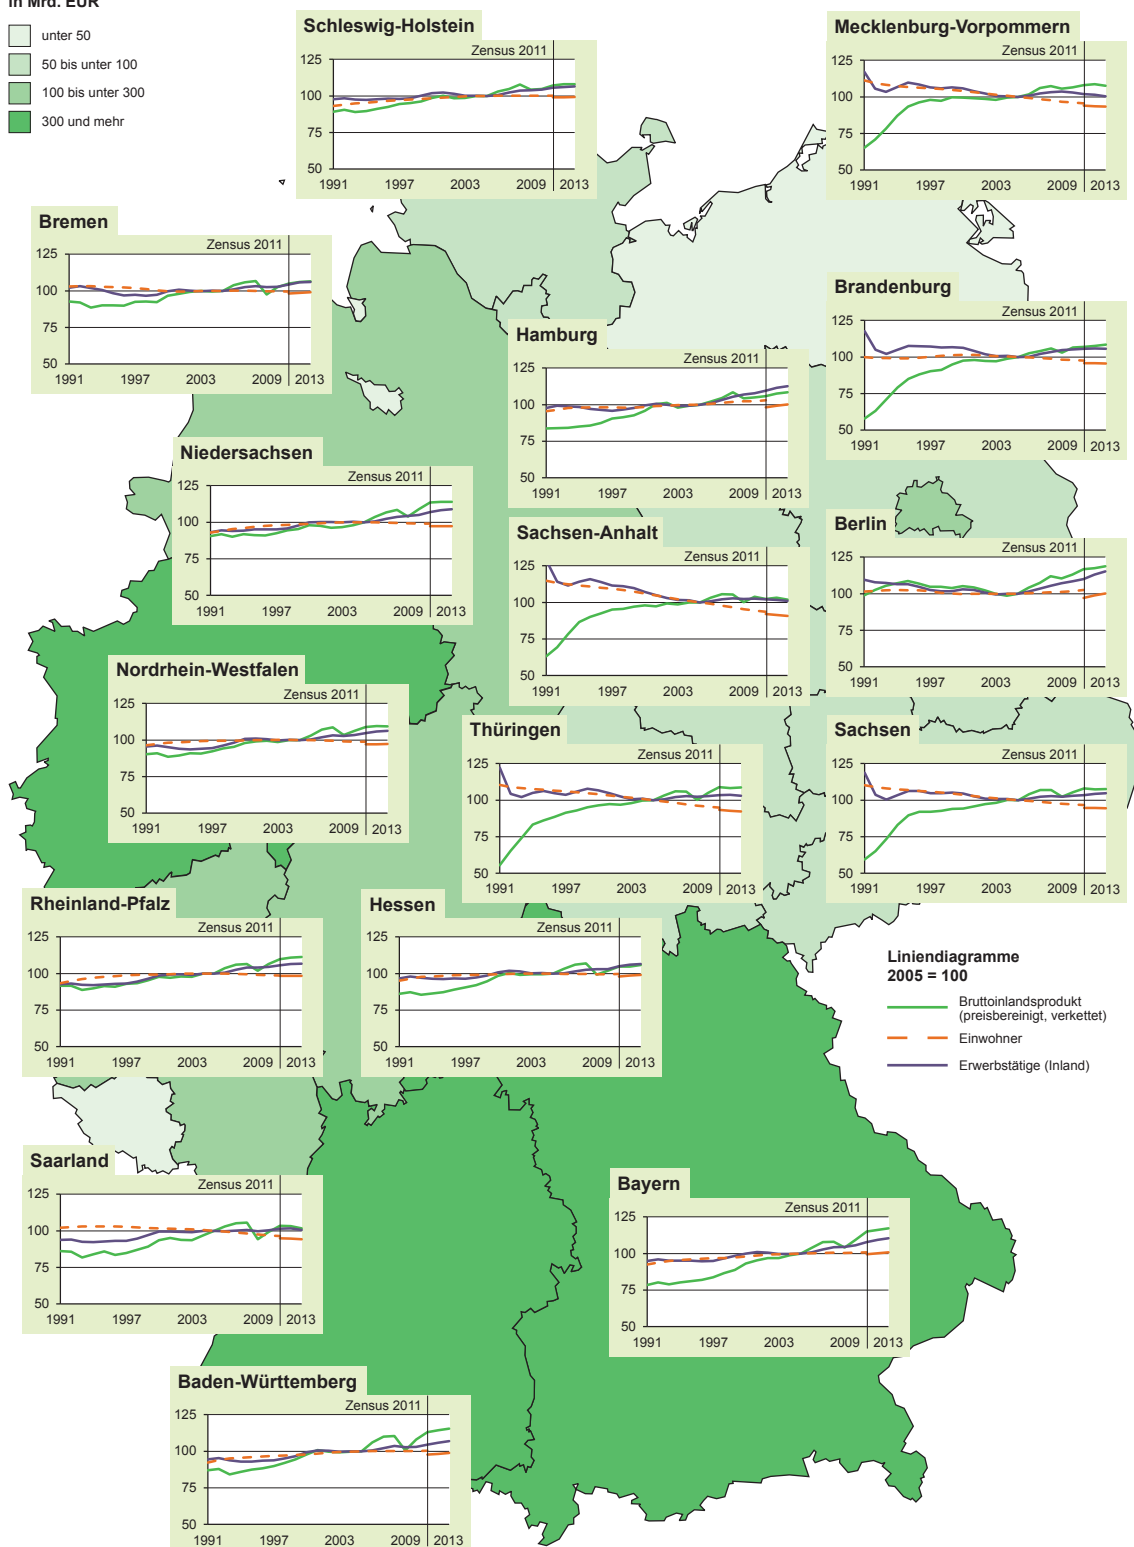 in Mrd. EUR
unter 50
50 bis unter 100
100 bis unter 300
300 und mehr
Schleswig-Holstein
Zensus 2011
125
100
75
50
1991 1997 2003 2009 2013
Mecklenburg-Vorpommern
Zensus 2011
125
100
75
50
1991 1997 2003 2009 2013
Bremen
Zensus 2011
125
100
75
50
1991 1997 2003 2009 2013
Brandenburg
Zensus 2011
125
100
75
50
1991 1997 2003 2009 2013
Hamburg
Zensus 2011
125
100
75
50
1991 1997 2003 2009 2013
Niedersachsen
Zensus 2011
125
100
75
50
1991 1997 2003 2009 2013
Sachsen-Anhalt
Zensus 2011
125
100
75
50
1991 1997 2003 2009 2013
Berlin
Zensus 2011
125
100
75
50
1991 1997 2003 2009 2013
Nordrhein-Westfalen
Zensus 2011
125
100
75
50
1991 1997 2003 2009 2013
Thüringen
Zensus 2011
125
100
75
50
1991 1997 2003 2009 2013
Sachsen
Zensus 2011
125
100
75
50
1991 1997 2003 2009 2013
Rheinland-Pfalz
Zensus 2011
125
100
75
50
1991 1997 2003 2009 2013
Hessen
Zensus 2011
125
100
75
50
1991 1997 2003 2009 2013
Liniendiagramme
2005 = 100
Bruttoinlandsprodukt
(preisbereinigt, verkettet)
Einwohner
Erwerbstätige (Inland)
Saarland
Zensus 2011
125
100
75
50
1991 1997 2003 2009 2013
Bayern
Zensus 2011
125
100
75
50
1991 1997 2003 2009 2013
Baden-Württemberg
Zensus 2011
125
100
75
50
1991 1997 2003 2009 2013